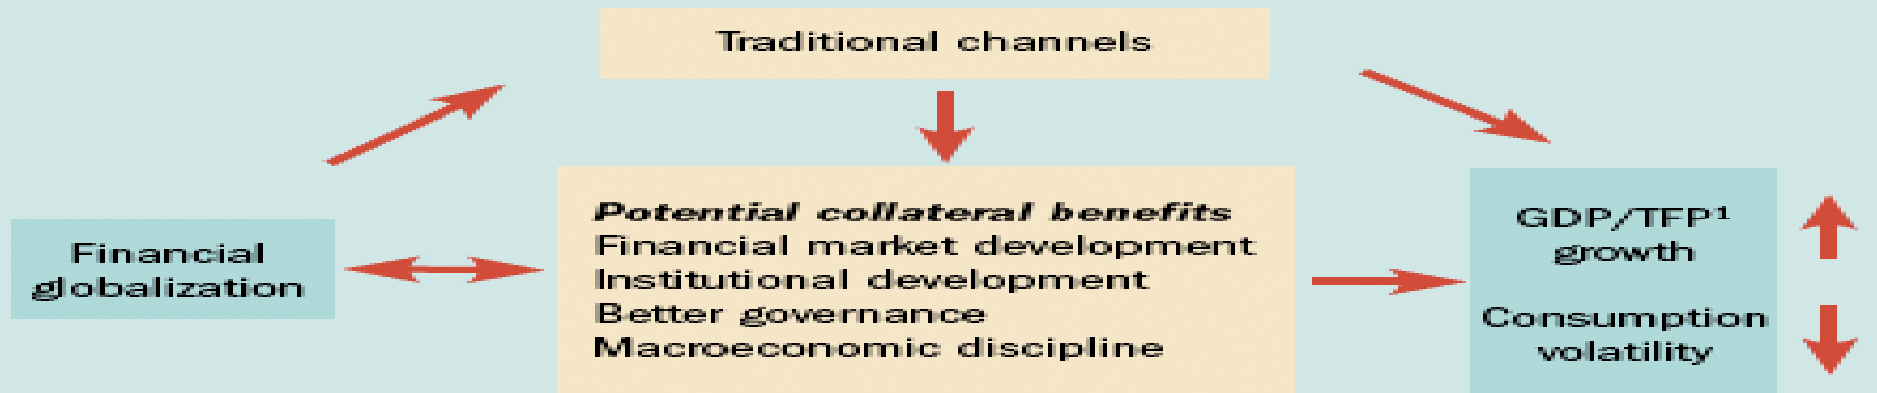 Traditional channels
Financial
globalization
Potential collateral benefits
Financial market development
Institutional development
Better governance
Macroeconomic discipline
GDP/TFP¹
growth
Consumption
volatility